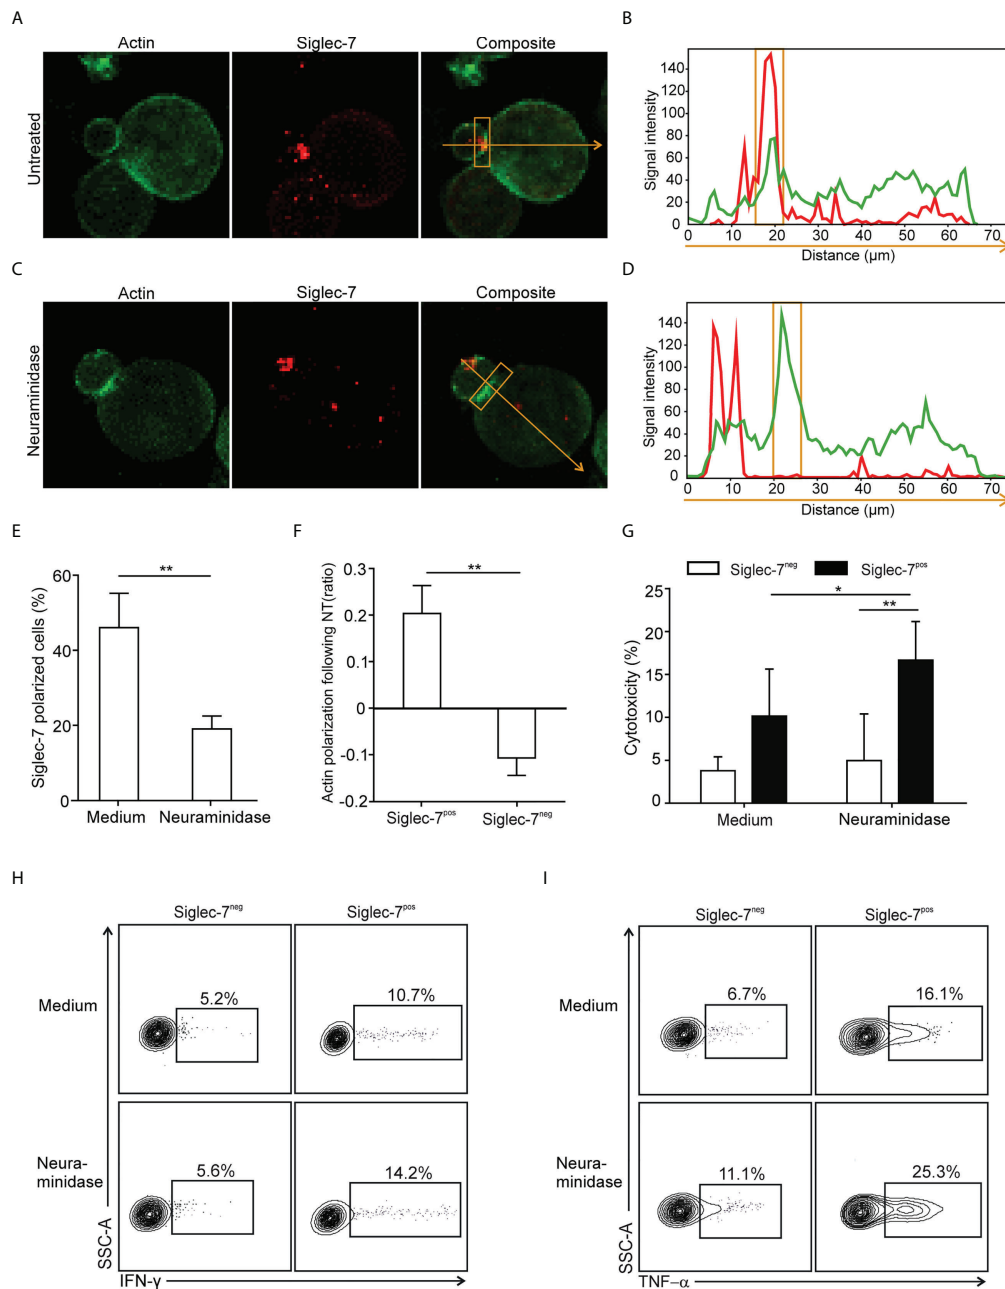 A
Actin Siglec-7 Composite
Untreated
B
Signal intensity
140
120
100
80
60
40
20
0
0 10 20 30 40 50 60 70
Distance (µm)
C
Actin Siglec-7 Composite
Neuraminidase
D
Signal intensity
140
120
100
80
60
40
20
0
0 10 20 30 40 50 60 70
Distance (µm)
E
Siglec-7 polarized cells (%)
60
40
20
0
**
Medium Neuraminidase
F
Actin polarization following NT(ratio)
0.3
0.2
0.1
0
-0.1
-0.2
**
Siglec-7pos Siglec-7neg
G
Siglec-7neg Siglec-7pos
Cytotoxicity (%)
25
20
15
10
5
0
*
**
Medium Neuraminidase
H
Siglec-7neg Siglec-7pos
Medium
5.2% 10.7%
Neura-
minidase
5.6% 14.2%
SSC-A
IFN-γ
I
Siglec-7neg Siglec-7pos
Medium
6.7% 16.1%
Neura-
minidase
11.1% 25.3%
SSC-A
TNF-α